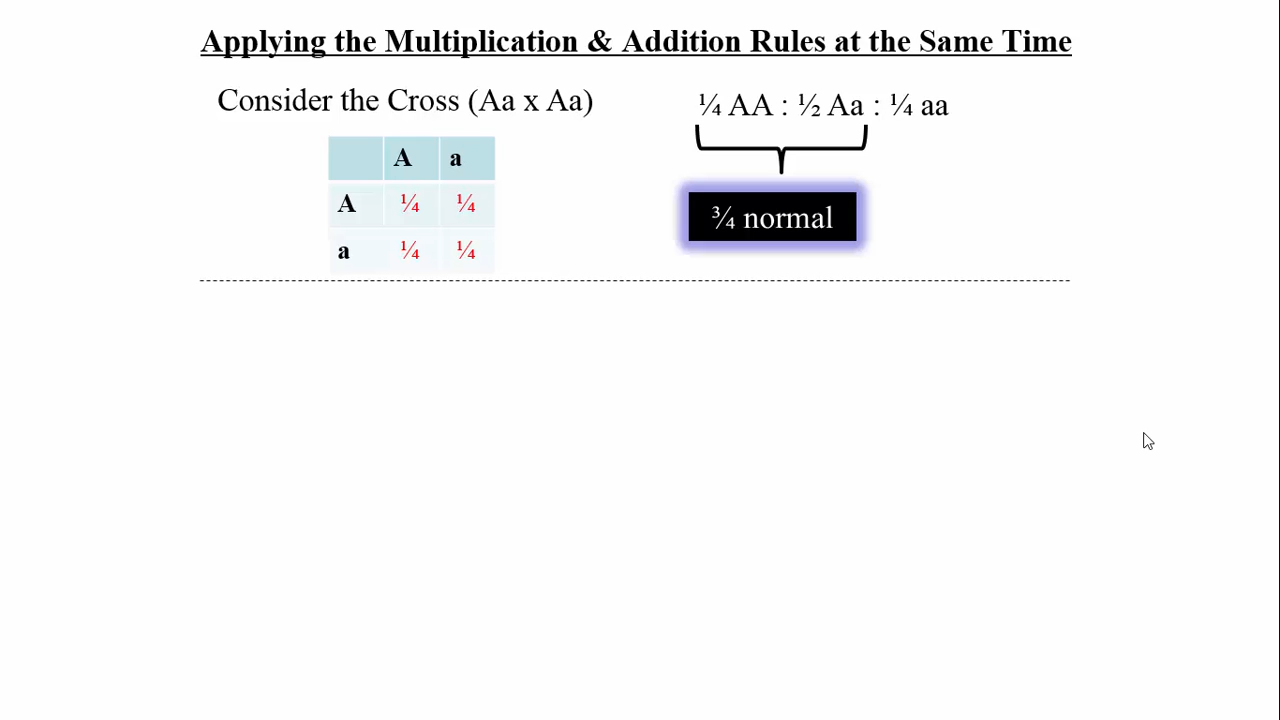 Applying the Multiplication & Addition Rules at the Same Time
Consider the Cross (Aa x Aa)
¼ AA : ½ Aa : ¼ aa
A a
A ¼ ¼
a ¼ ¼
¾ normal